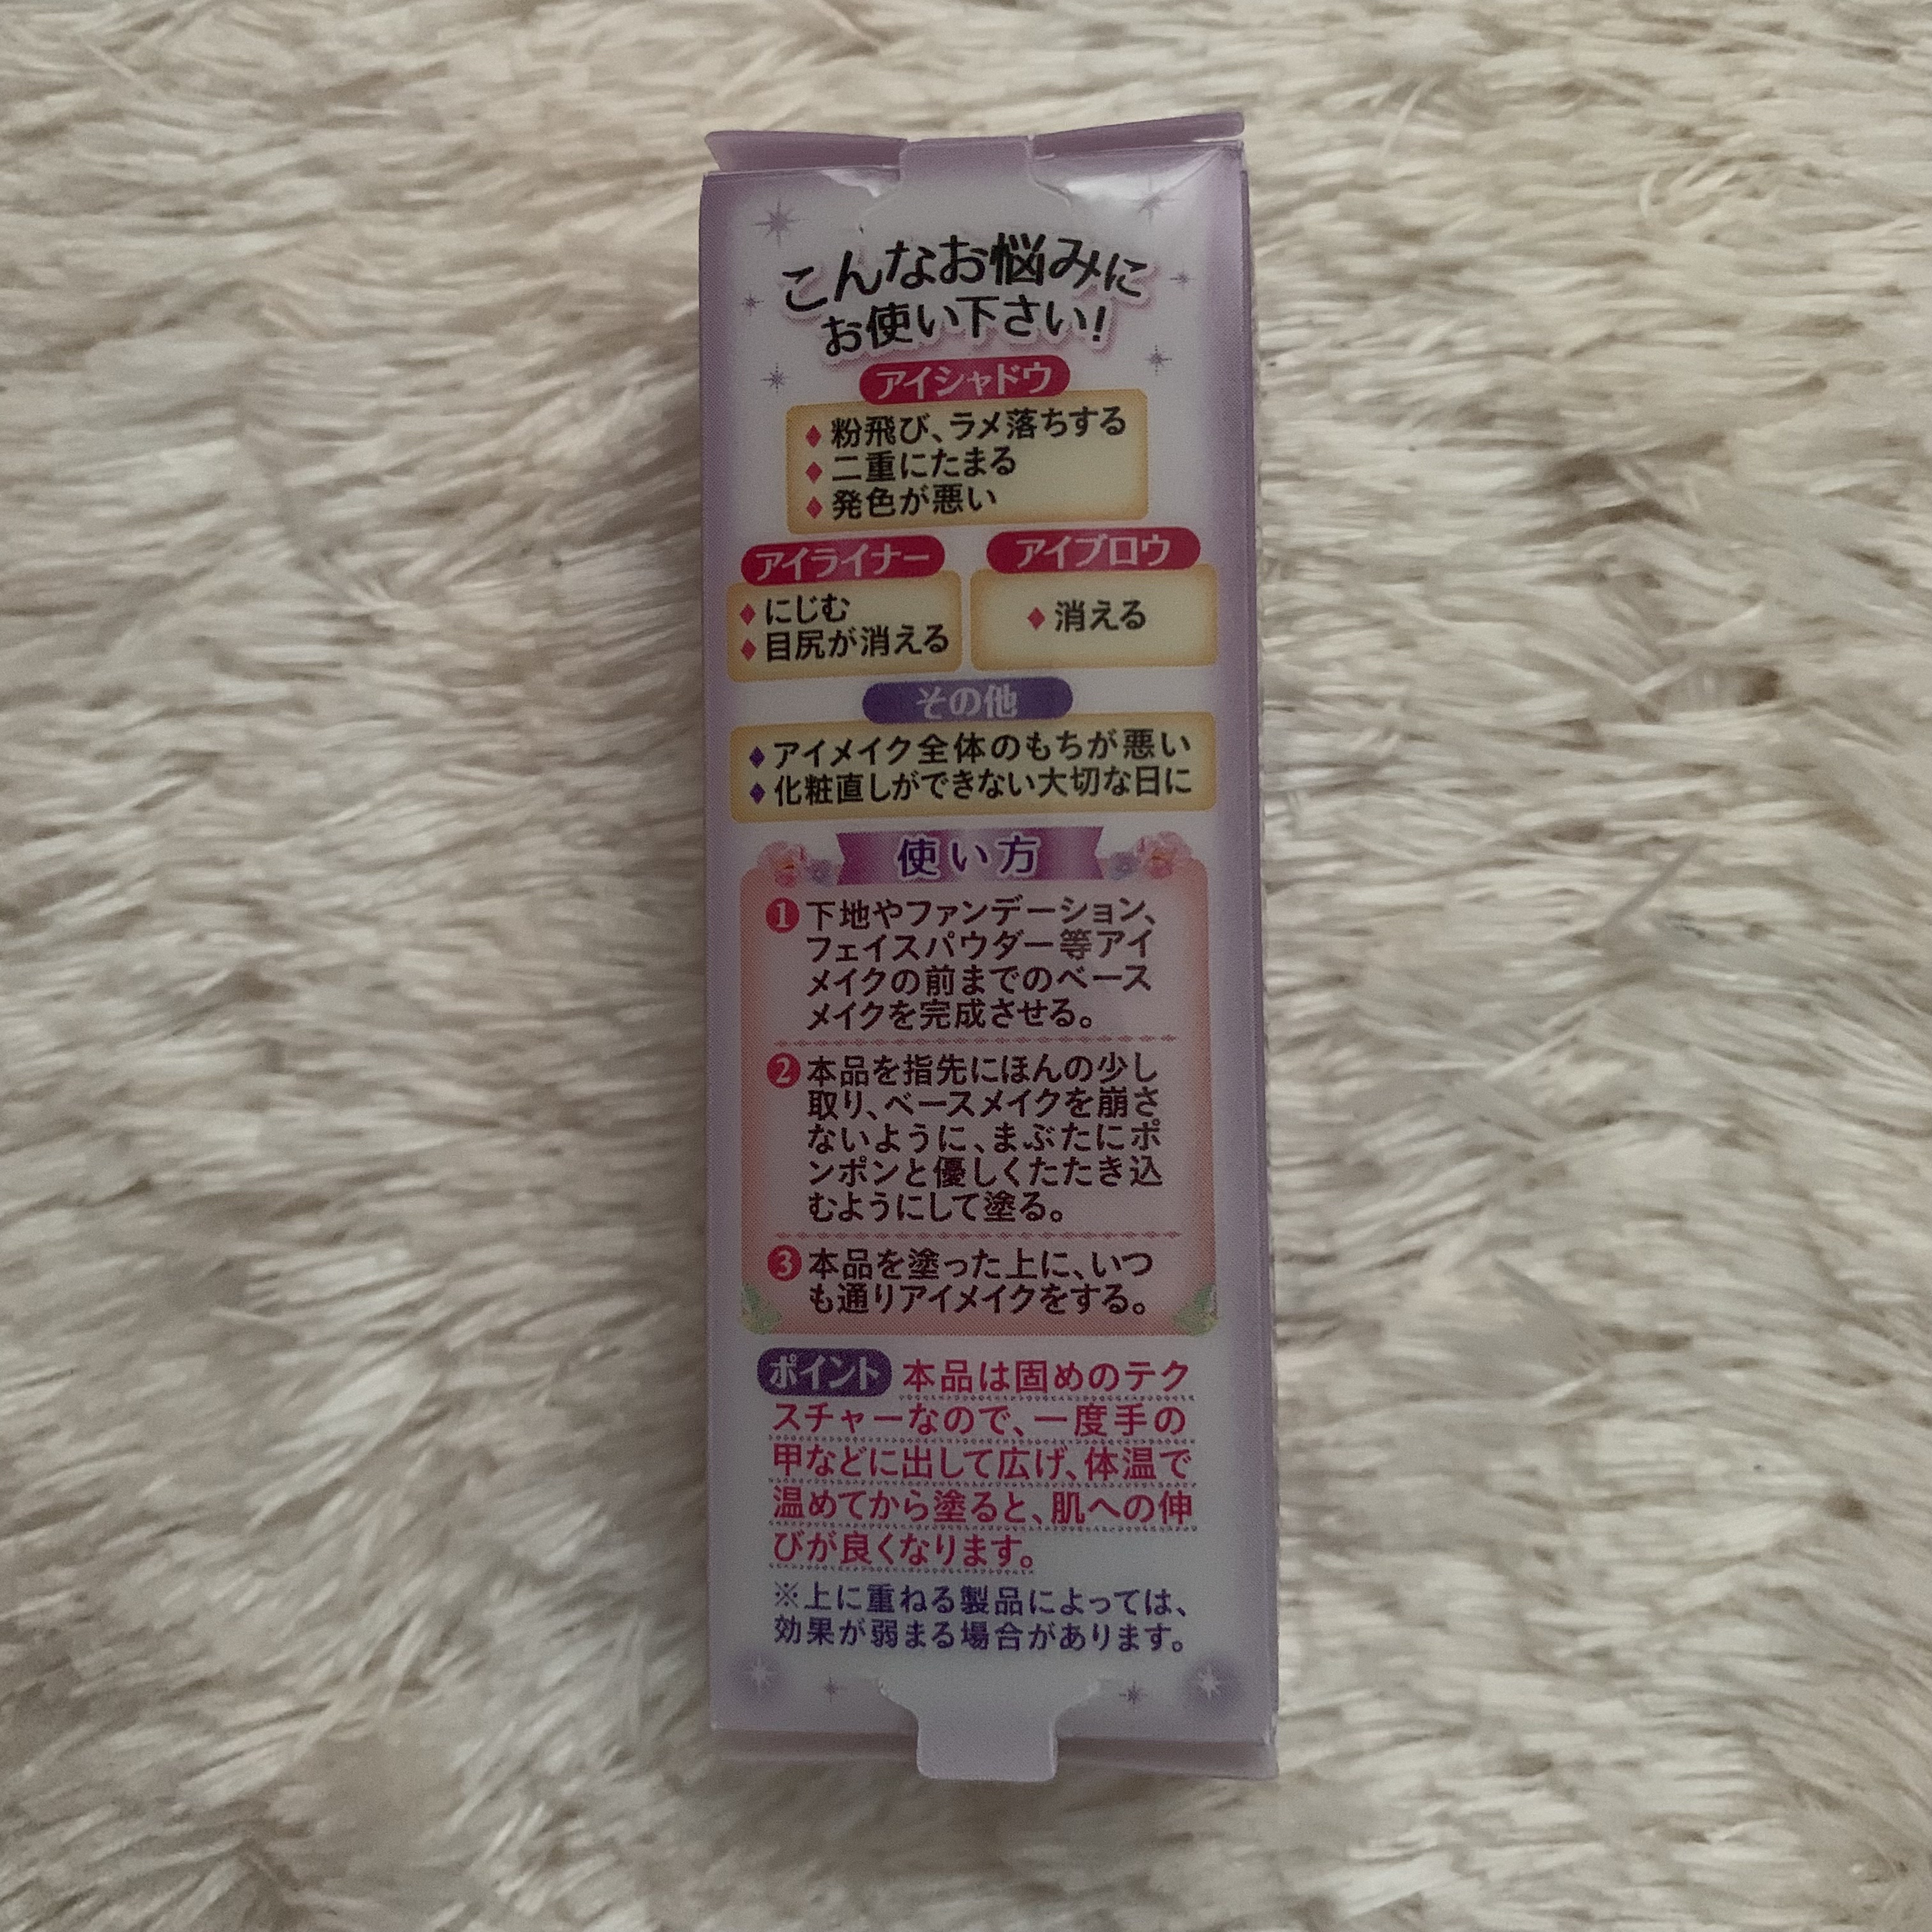 こんなお悩みに
お使い下さい！
アイシャドウ
♦粉飛び、ラメ落ちする
♦二重にたまる
♦発色が悪い
アイライナー
♦にじむ
♦目尻が消える
アイブロウ
♦消える
その他
♦アイメイク全体のもちが悪い
♦化粧直しができない大切な日に
使い方
❶下地やファンデーション、
フェイスパウダー等アイ
メイクの前までのベース
メイクを完成させる。
❷本品を指先にほんの少し
取り、ベースメイクを崩さ
ないように、まぶたにポ
ンポンと優しくたたき込
むようにして塗る。
❸本品を塗った上に、いつ
も通りアイメイクをする。
ポイント 本品は固めのテク
スチャーなので、一度手の
甲などに出して広げ、体温で
温めてから塗ると、肌への伸
びが良くなります。
※上に重ねる製品によっては、
効果が弱まる場合があります。